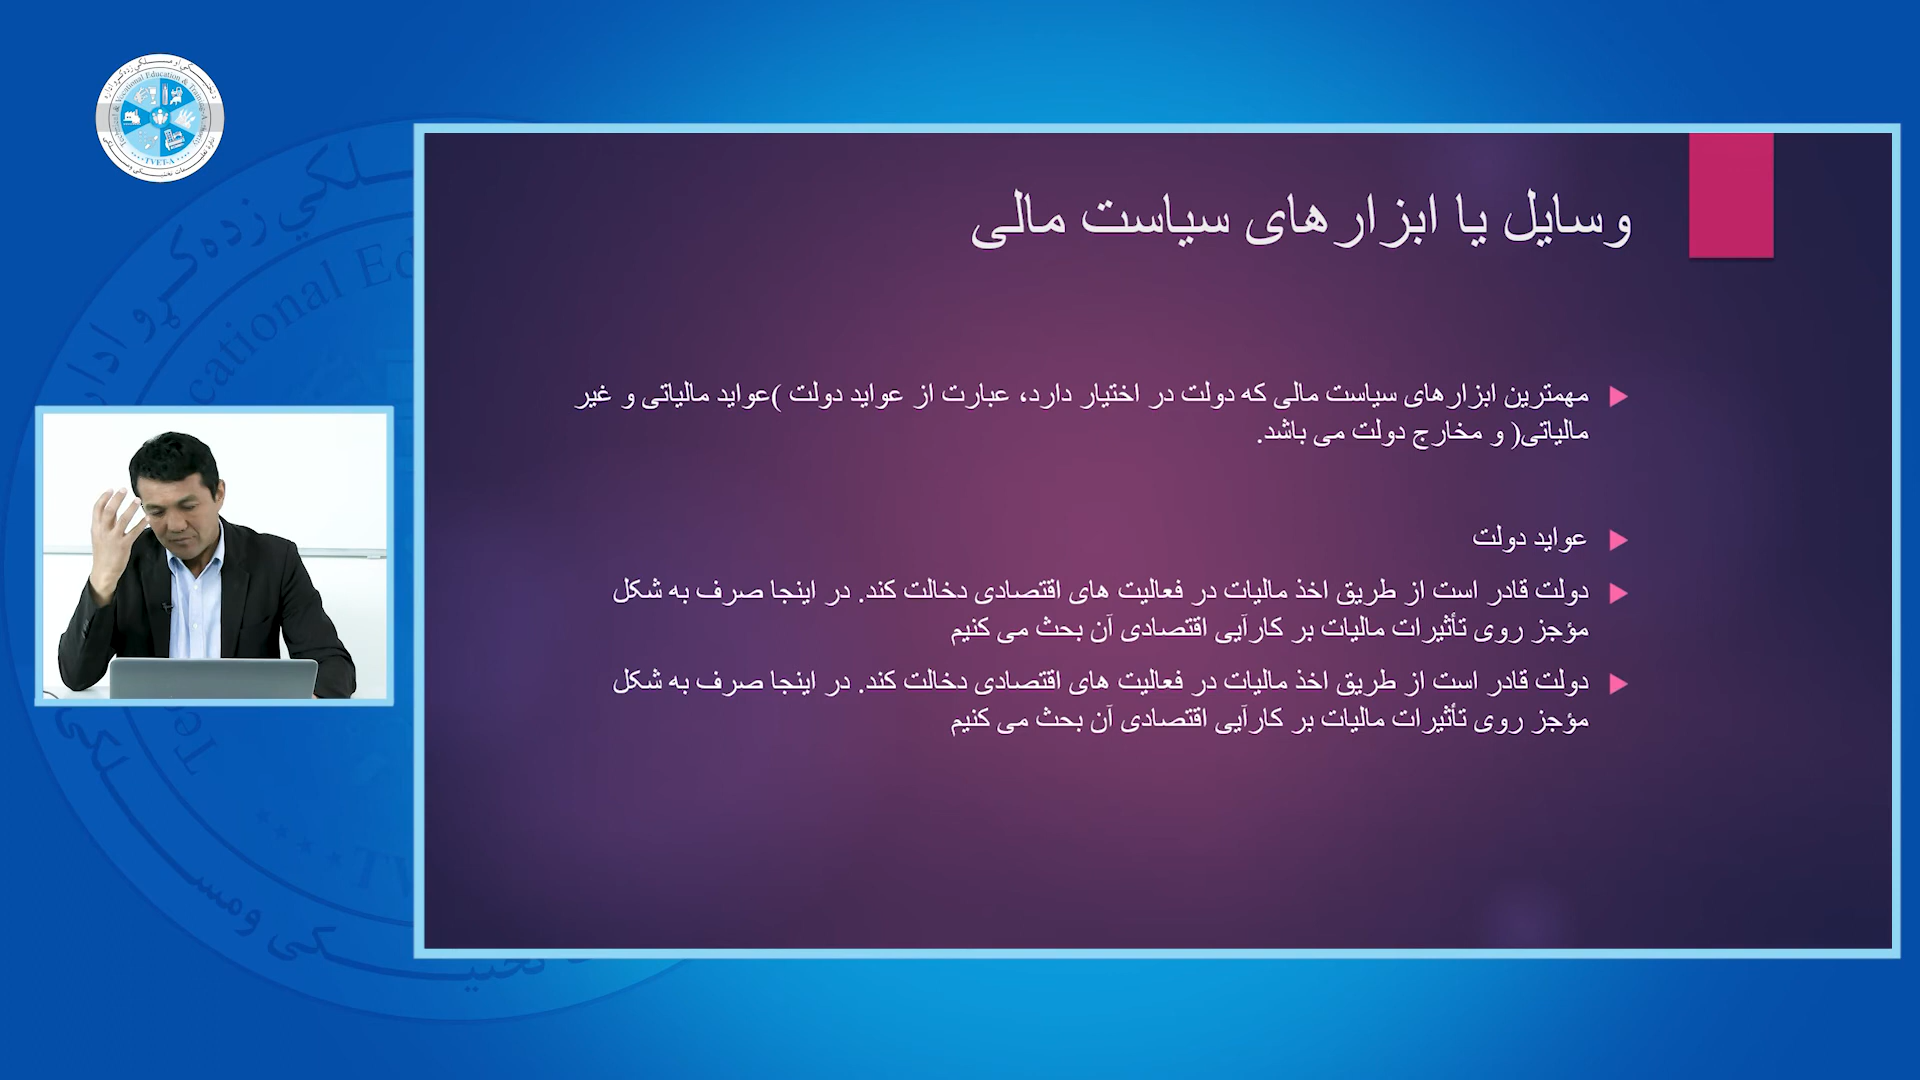 وسایل یا ابزارهای سیاست مالی
مهمترین ابزارهای سیاست مالی که دولت در اختیار دارد، عبارت از عواید دولت )عواید مالیاتی و غیر
مالیاتی( و مخارج دولت می باشد.
عواید دولت
دولت قادر است از طریق اخذ مالیات در فعالیت های اقتصادی دخالت کند. در اینجا صرف به شکل
مؤجز روی تأثیرات مالیات بر کارآیی اقتصادی آن بحث می کنیم
دولت قادر است از طریق اخذ مالیات در فعالیت های اقتصادی دخالت کند. در اینجا صرف به شکل
مؤجز روی تأثیرات مالیات بر کارآیی اقتصادی آن بحث می کنیم
TVET-A